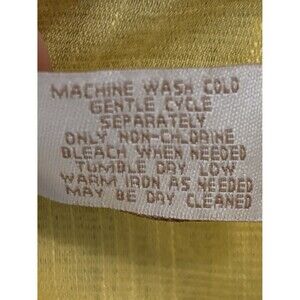 MACHINE WASH COLD
GENTLE CYCLE
SEPARATELY
ONLY NON-CHLORINE
BLEACH WHEN NEEDED
TUMBLE DRY LOW
WARM IRON AS NEEDED
MAY BE DRY CLEANED